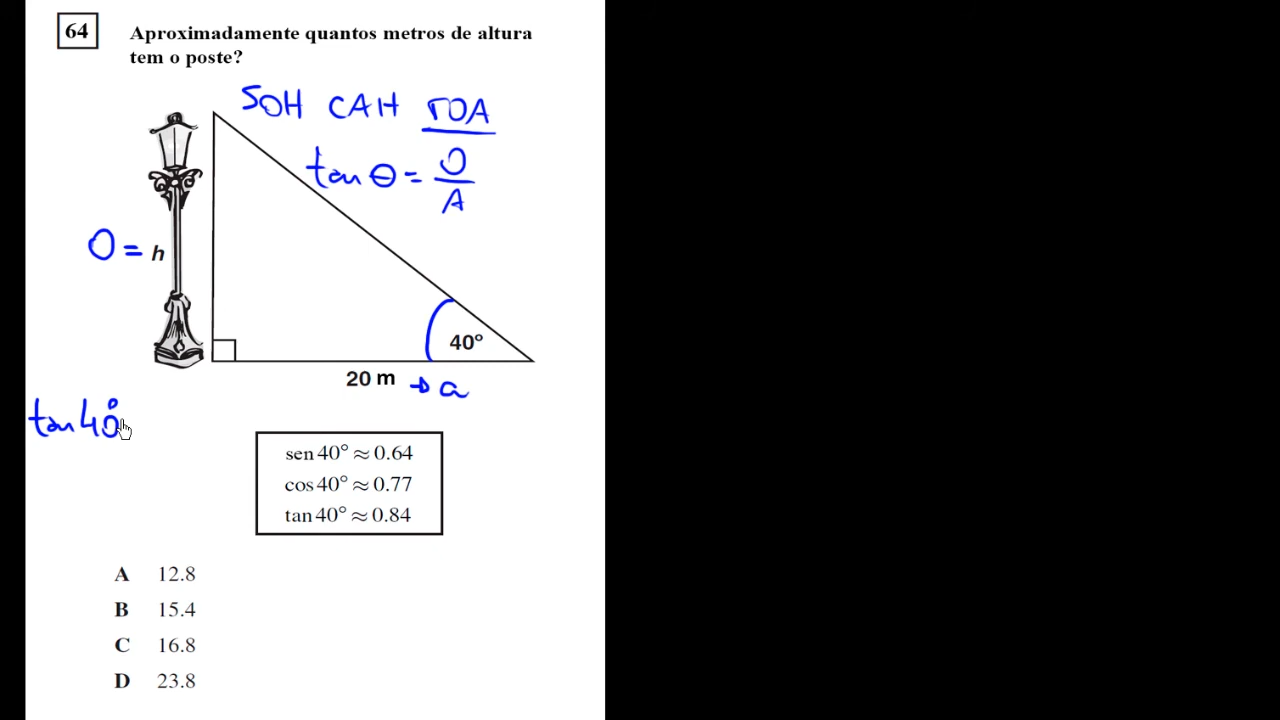 64 Aproximadamente quantos metros de altura
tem o poste?
SOH CAH TOA
tan θ = O
A
O = h
40°
20 m → a
tan 40°
sen 40° ≈ 0.64
cos 40° ≈ 0.77
tan 40° ≈ 0.84
A 12.8
B 15.4
C 16.8
D 23.8